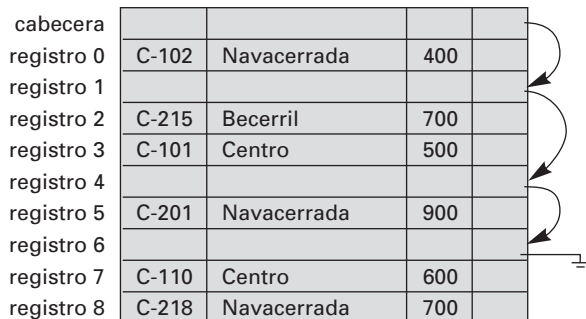 cabecera
registro 0 C-102 Navacerrada 400
registro 1
registro 2 C-215 Becerril 700
registro 3 C-101 Centro 500
registro 4
registro 5 C-201 Navacerrada 900
registro 6
registro 7 C-110 Centro 600
registro 8 C-218 Navacerrada 700